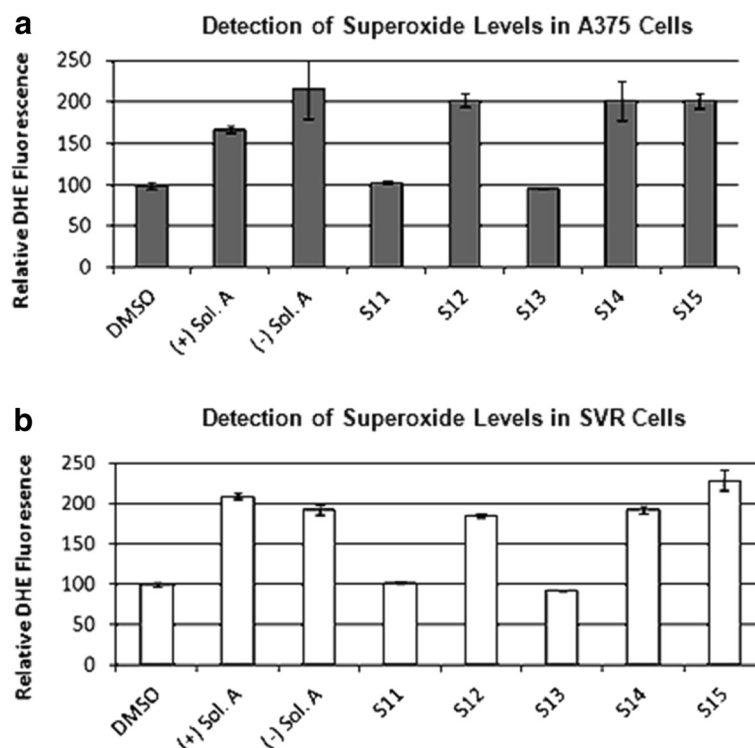 a
Detection of Superoxide Levels in A375 Cells
Relative DHE Fluorescence
250
200
150
100
50
0
DMSO
(+) Sol. A
(-) Sol. A
S11
S12
S13
S14
S15
b
Detection of Superoxide Levels in SVR Cells
Relative DHE Fluoresence
250
200
150
100
50
0
DMSO
(+) Sol. A
(-) Sol. A
S11
S12
S13
S14
S15